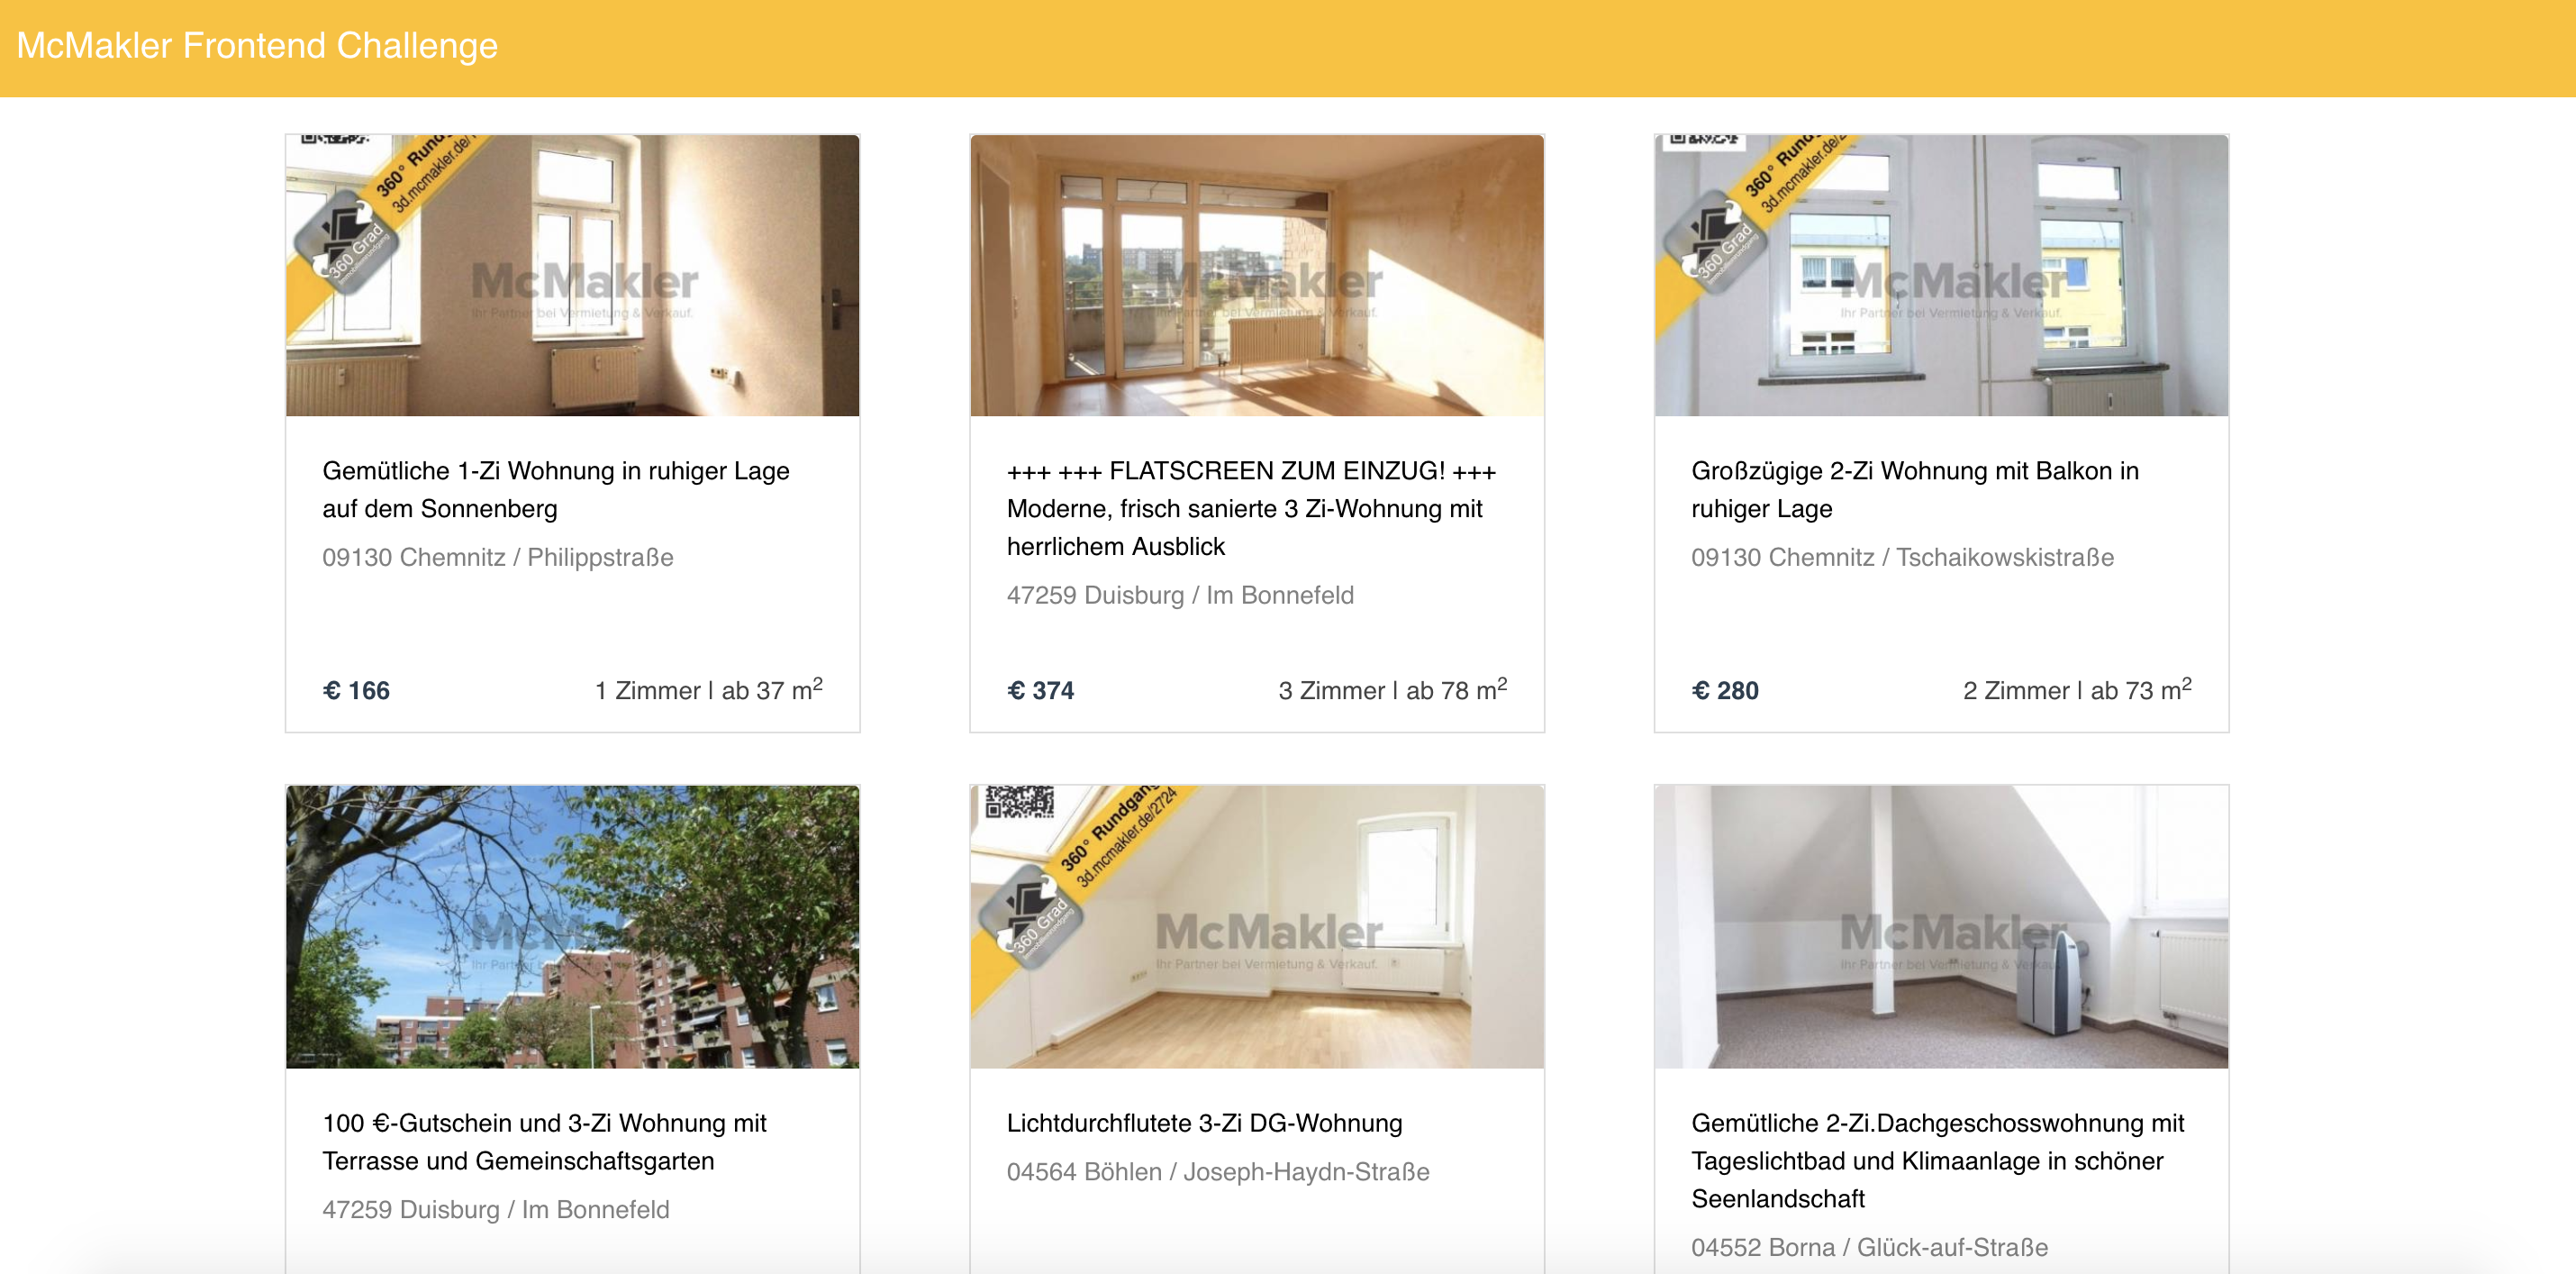 McMakler Frontend Challenge
360° Rund
3d.mcmakler.de/
360 Grad
McMakler
Ihr Partner bei Vermietung & Verkauf.
McMakler
Ihr Partner bei Vermietung & Verkauf.
360° Rund
3d.mcmakler.de/2
360 Grad
McMakler
Ihr Partner bei Vermietung & Verkauf.
Gemütliche 1-Zi Wohnung in ruhiger Lage
auf dem Sonnenberg
09130 Chemnitz / Philippstraße
€ 166
1 Zimmer | ab 37 m²
+++ +++ FLATSCREEN ZUM EINZUG! +++
Moderne, frisch sanierte 3 Zi-Wohnung mit
herrlichem Ausblick
47259 Duisburg / Im Bonnefeld
€ 374
3 Zimmer | ab 78 m²
Großzügige 2-Zi Wohnung mit Balkon in
ruhiger Lage
09130 Chemnitz / Tschaikowskistraße
€ 280
2 Zimmer | ab 73 m²
McMakler
Ihr Partner
360° Rundgang
3d.mcmakler.de/2724
360 Grad
McMakler
Ihr Partner bei Vermietung & Verkauf.
McMakler
Ihr Partner bei Vermietung & Verkauf.
100 €-Gutschein und 3-Zi Wohnung mit
Terrasse und Gemeinschaftsgarten
47259 Duisburg / Im Bonnefeld
Lichtdurchflutete 3-Zi DG-Wohnung
04564 Böhlen / Joseph-Haydn-Straße
Gemütliche 2-Zi.Dachgeschosswohnung mit
Tageslichtbad und Klimaanlage in schöner
Seenlandschaft
04552 Borna / Glück-auf-Straße